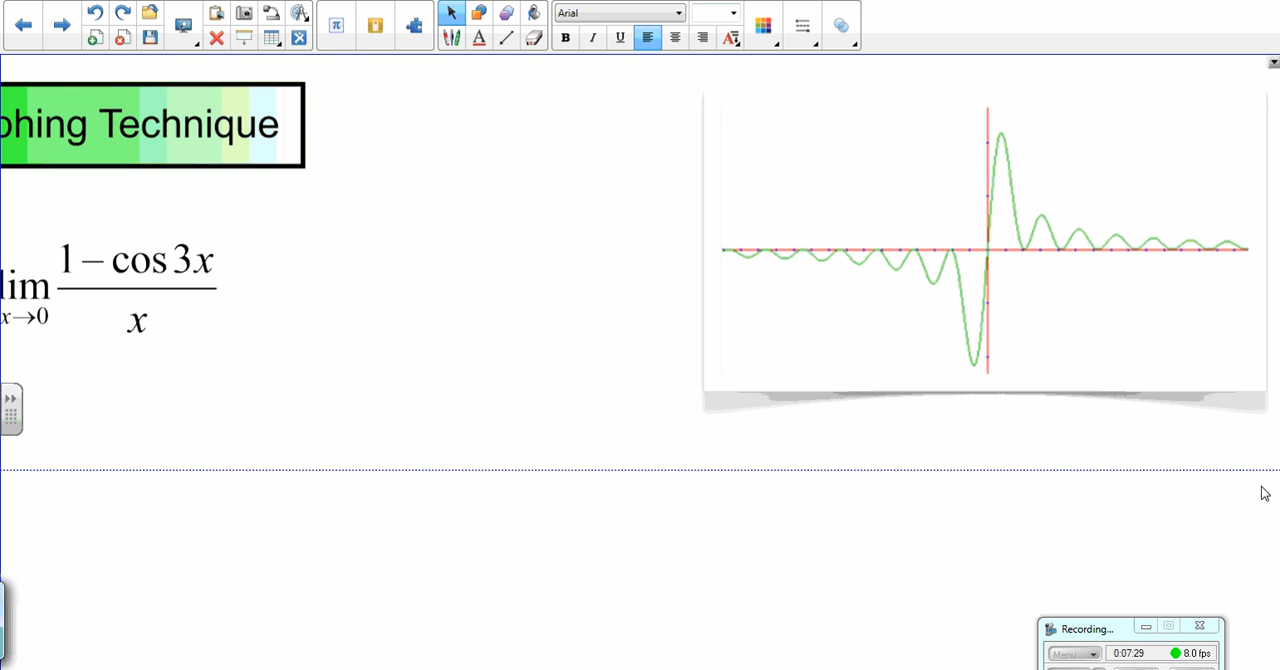 Arial
B I U
phing Technique
lim x→0 1 – cos 3x / x
Recording...
Menu 0:07:29 8.0 fps